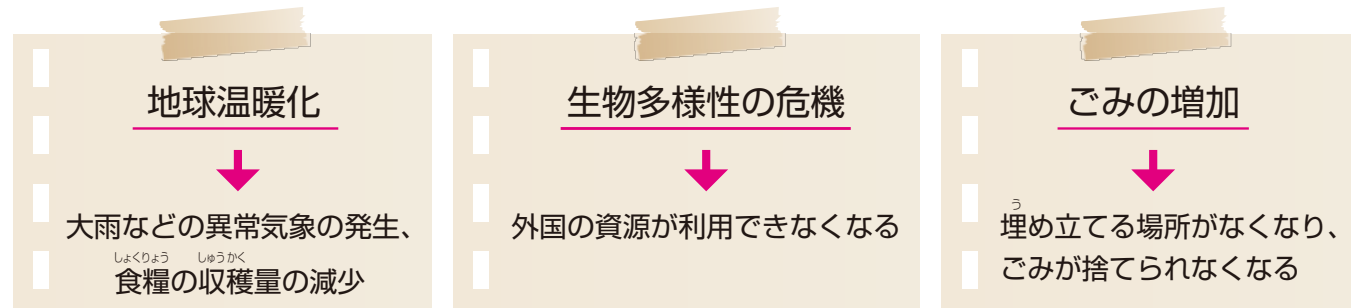 地球温暖化
大雨などの異常気象の発生、
しょくりょう しゅうかく
食糧の収穫量の減少
生物多様性の危機
外国の資源が利用できなくなる
ごみの増加
う
埋め立てる場所がなくなり、
ごみが捨てられなくなる